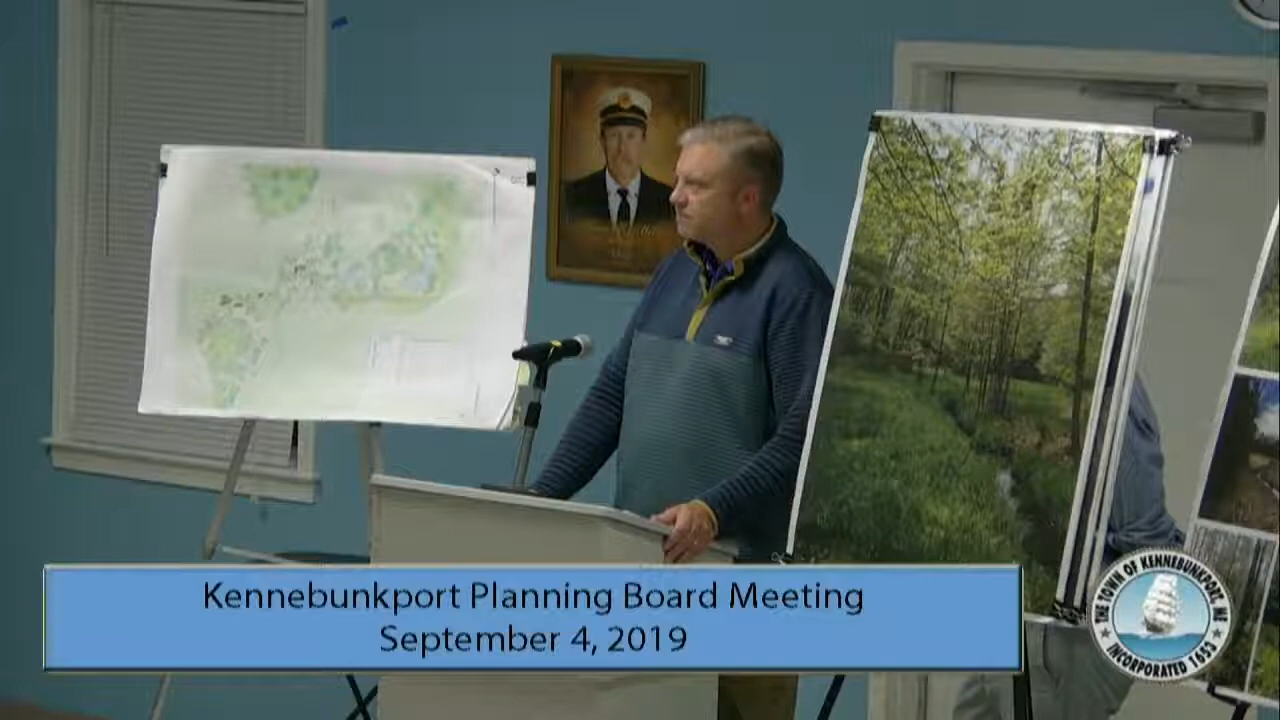 Kennebunkport Planning Board Meeting
September 4, 2019
THE TOWN OF KENNEBUNKPORT, ME
INCORPORATED 1653